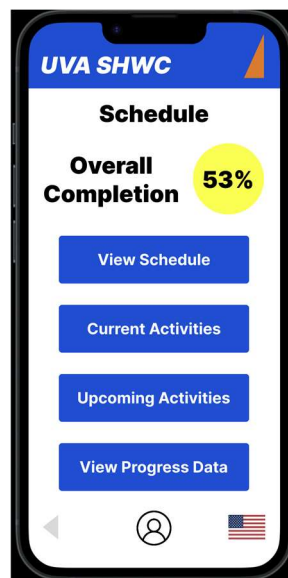 UVA SHWC
Schedule
Overall
Completion
53%
View Schedule
Current Activities
Upcoming Activities
View Progress Data